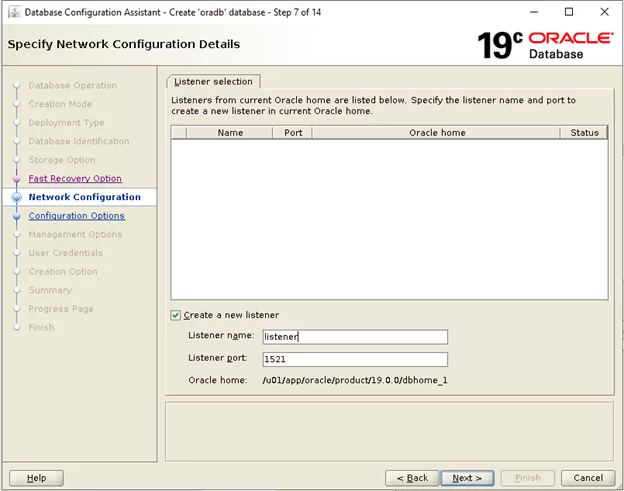 Database Configuration Assistant - Create 'oradb' database - Step 7 of 14
Specify Network Configuration Details
19c ORACLE
Database
Database Operation
Creation Mode
Deployment Type
Database Identification
Storage Option
Fast Recovery Option
Network Configuration
Configuration Options
Management Options
User Credentials
Creation Option
Summary
Progress Page
Finish
Listener selection
Listeners from current Oracle home are listed below. Specify the listener name and port to
create a new listener in current Oracle home.
Name Port Oracle home Status
Create a new listener
Listener name: listener
Listener port: 1521
Oracle home: /u01/app/oracle/product/19.0.0/dbhome_1
Help
< Back Next > Finish Cancel